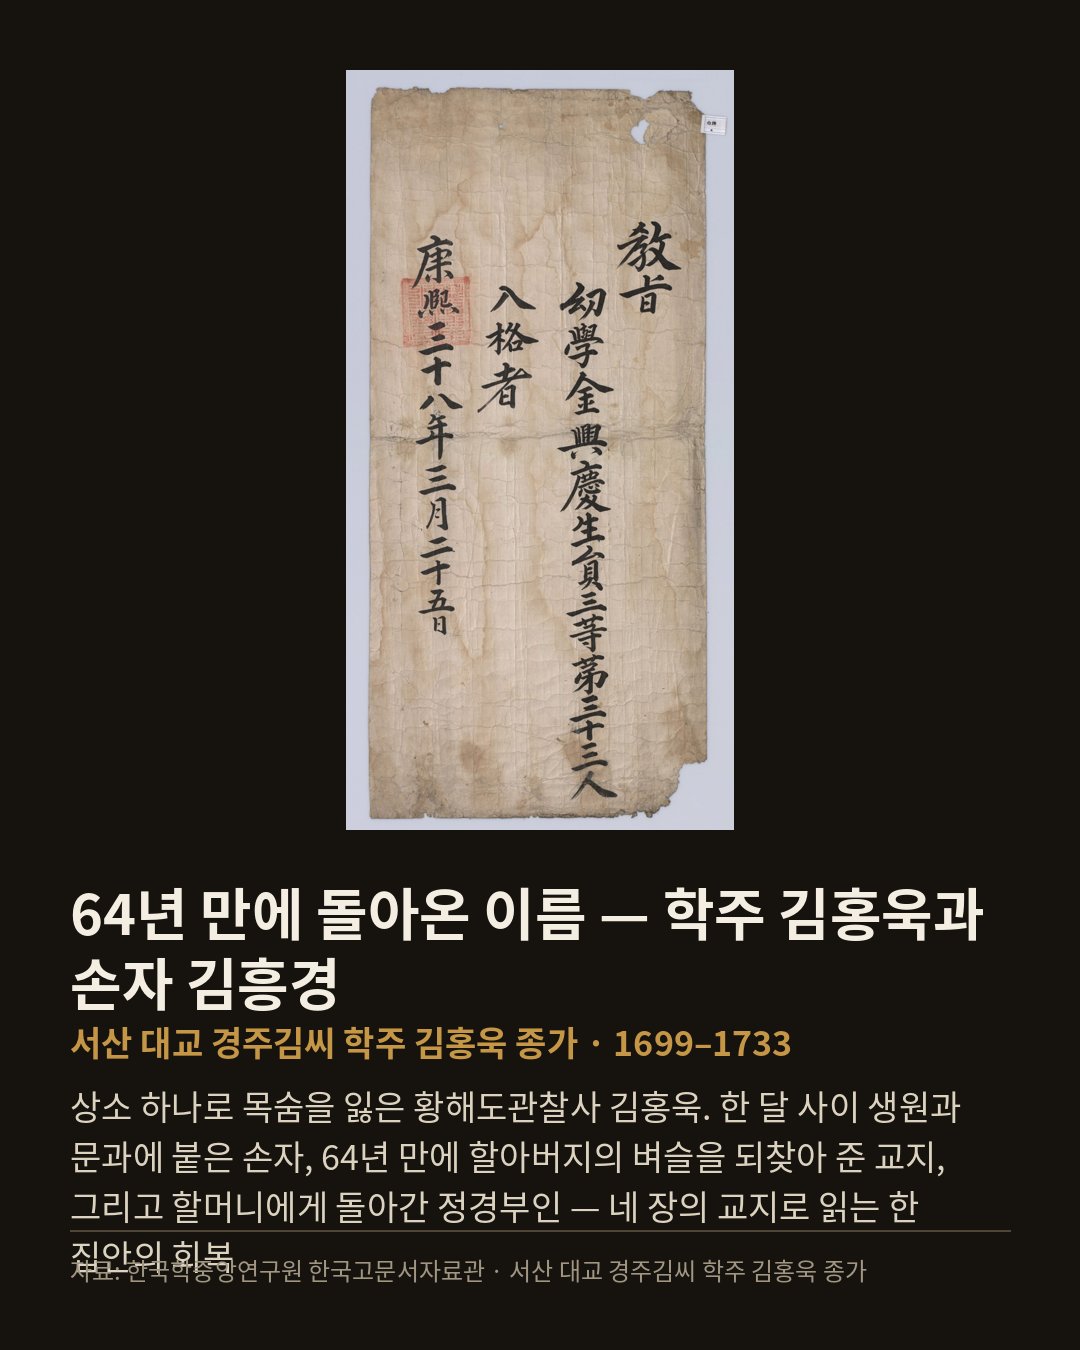 敎旨
幼學金興慶生員三等第三十三人
入格者
康熙三十八年三月二十五日
64년 만에 돌아온 이름 — 학주 김홍욱과
손자 김흥경
서산 대교 경주김씨 학주 김홍욱 종가 · 1699–1733
상소 하나로 목숨을 잃은 황해도관찰사 김홍욱. 한 달 사이 생원과
문과에 붙은 손자, 64년 만에 할아버지의 벼슬을 되찾아 준 교지,
그리고 할머니에게 돌아간 정경부인 — 네 장의 교지로 읽는 한
집안의 회복
자료: 한국학중앙연구원 한국고문서자료관 · 서산 대교 경주김씨 학주 김홍욱 종가